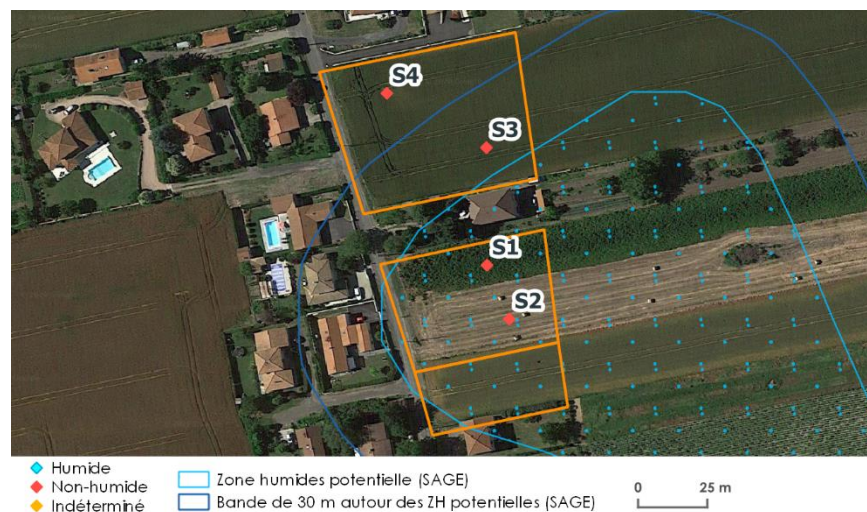 S4
S3
S1
S2
Humide
Non-humide
Indéterminé
Zone humides potentielle (SAGE)
Bande de 30 m autour des ZH potentielles (SAGE)
0 25 m